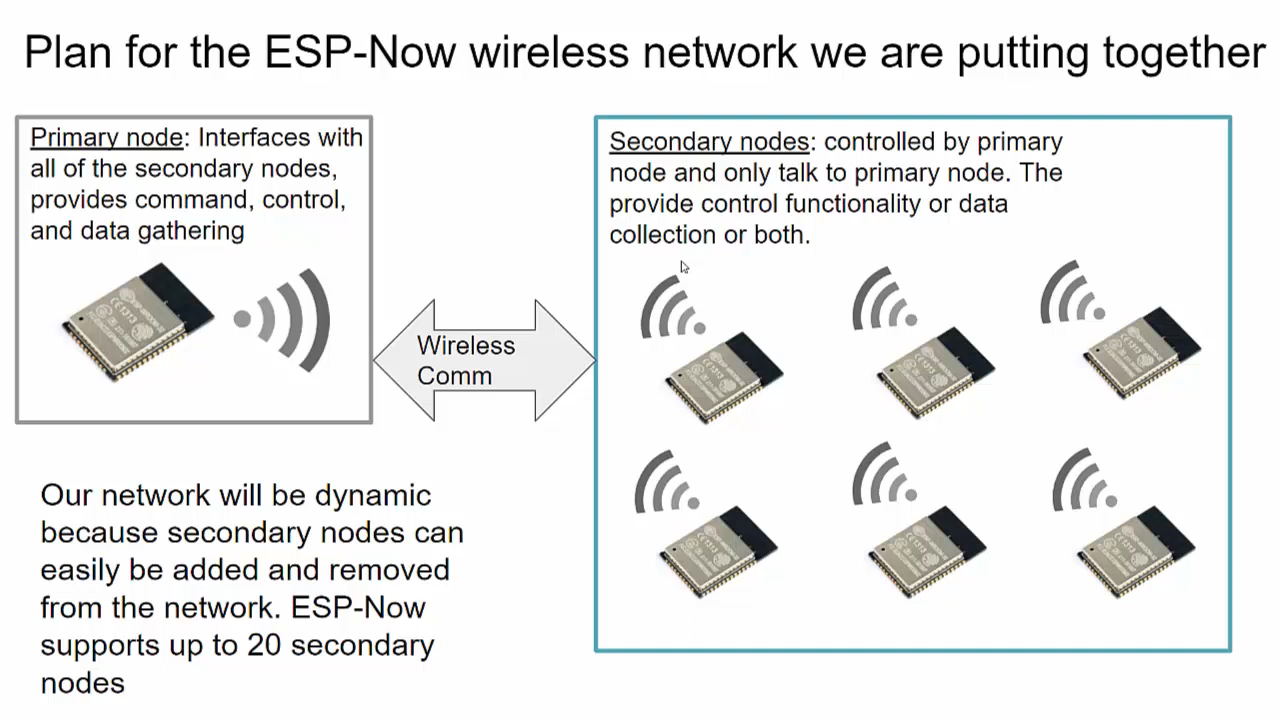 Plan for the ESP-Now wireless network we are putting together
Primary node: Interfaces with
all of the secondary nodes,
provides command, control,
and data gathering
Wireless
Comm
Secondary nodes: controlled by primary
node and only talk to primary node. The
provide control functionality or data
collection or both.
Our network will be dynamic
because secondary nodes can
easily be added and removed
from the network. ESP-Now
supports up to 20 secondary
nodes